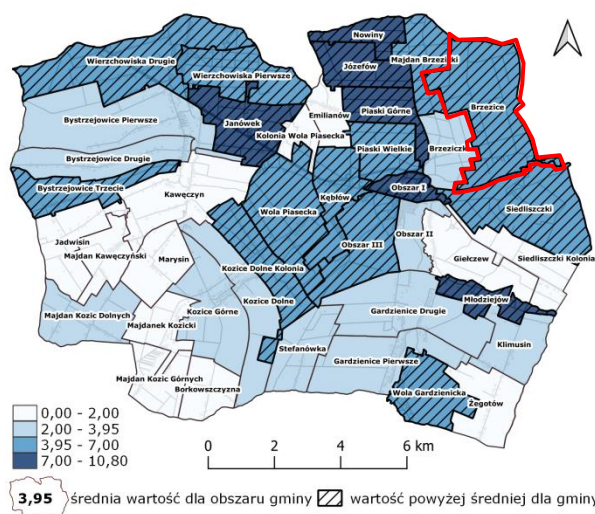 Nowiny
Wierzchowiska Drugie
Józefów
Majdan Brzezicki
Wierzchowiska Pierwsze
Brzezice
Piaski Górne
Bystrzejowice Pierwsze
Emilianów
Janówek
Kolonia Wola Piasecka
Piaski Wielkie
Brzeziczki
Bystrzejowice Drugie
Bystrzejowice Trzecie
Kawęczyn
Obszar I
Kębłów
Siedliszczki
Wola Piasecka
Obszar II
Jadwisin
Obszar III
Majdan Kawęczyński
Marysin
Giełczew
Siedliszczki Kolonia
Kozice Dolne Kolonia
Młodziejów
Kozice Dolne
Majdan Kozic Dolnych
Kozice Górne
Gardzienice Drugie
Majdanek Kozicki
Klimusin
Stefanówka
Gardzienice Pierwsze
Majdan Kozic Górnych
Borkowszczyzna
Wola Gardzienicka
Żegotów
0,00 - 2,00
2,00 - 3,95
3,95 - 7,00
7,00 - 10,80
0 2 4 6 km
3,95 średnia wartość dla obszaru gminy wartość powyżej średniej dla gminy